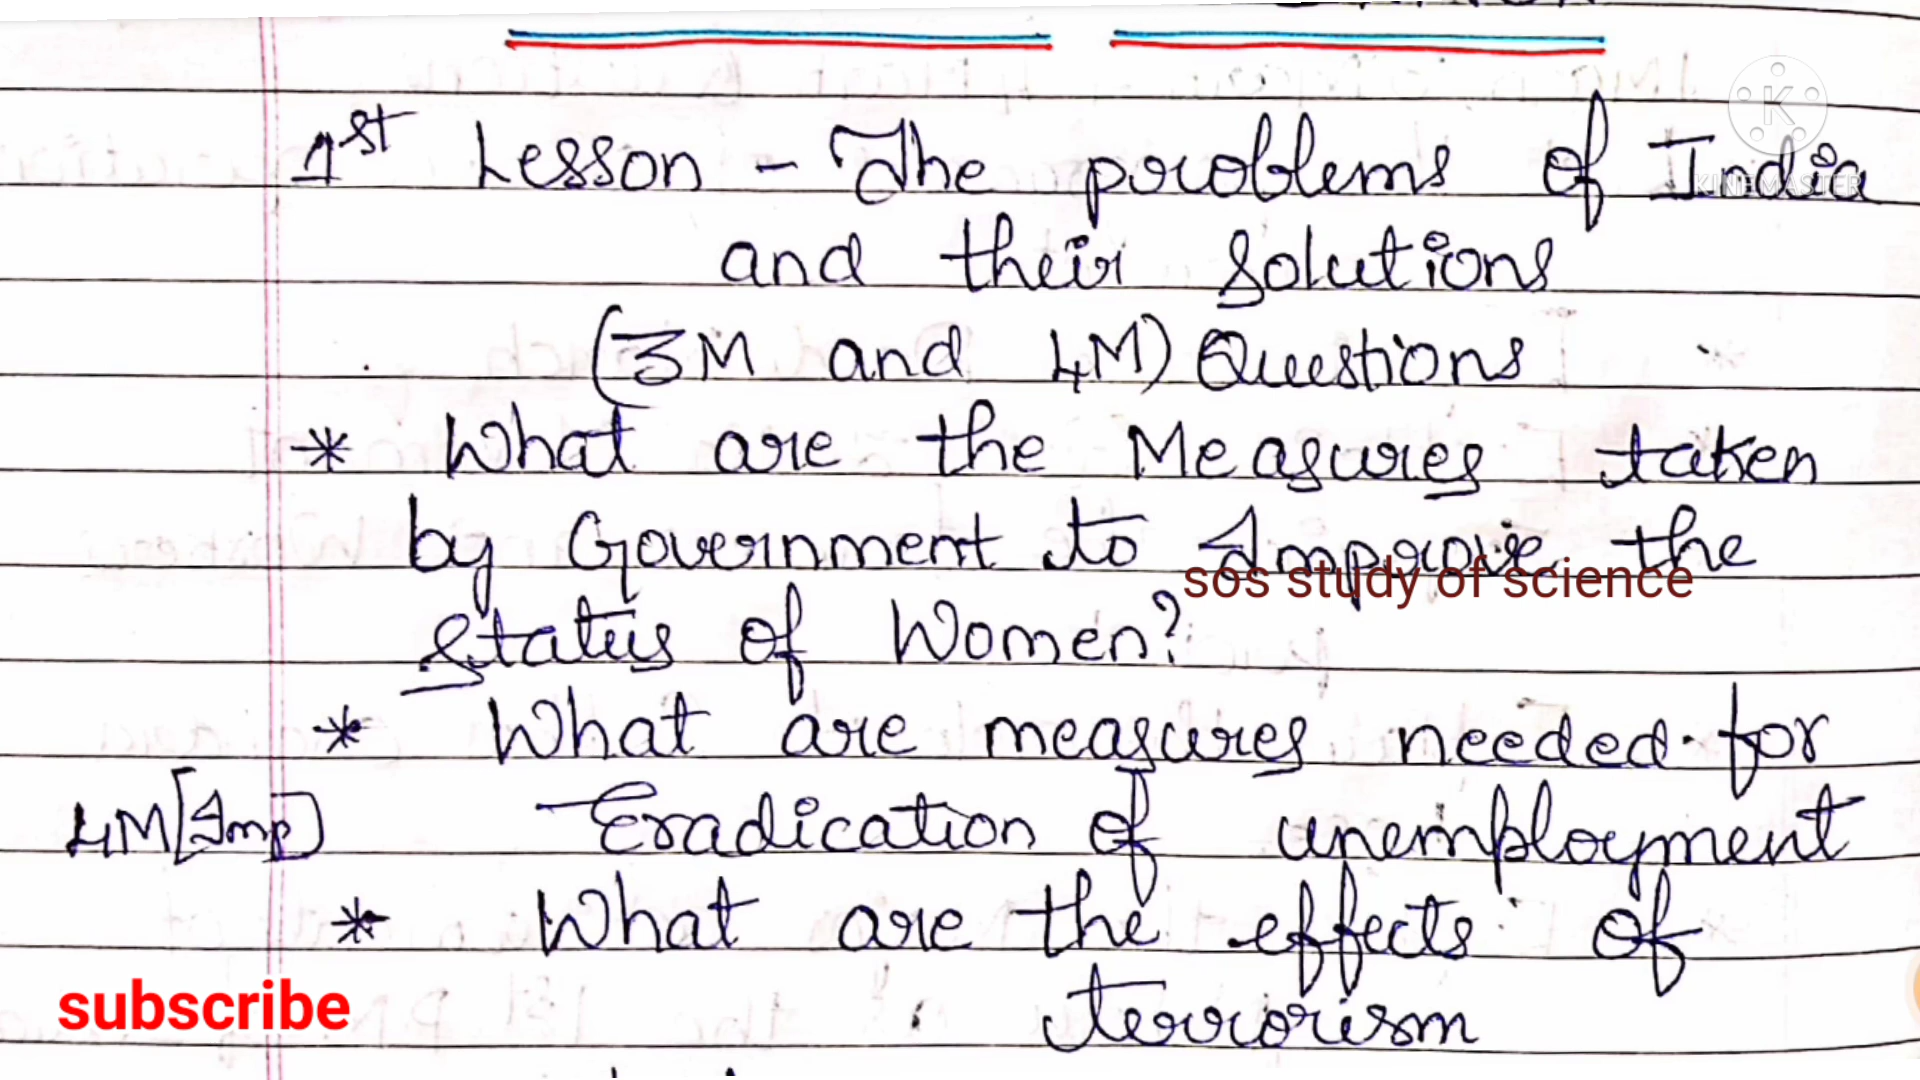 1st Lesson - The problems of India
and their solutions
(3M and 4M) Questions
* What are the Measures taken
by Government to Improve the
sos study of science
status of Women?
* What are measures needed for
4M[Imp] Eradication of unemployment
* What are the effects of
terrorism
subscribe
K
KINEMASTER